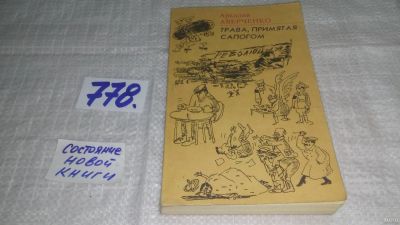 778.
СОСТОЯНИЕ
НОВОЙ
КНИГИ
Аркадий
АВЕРЧЕНКО
ТРАВА, ПРИМЯТАЯ
САПОГОМ